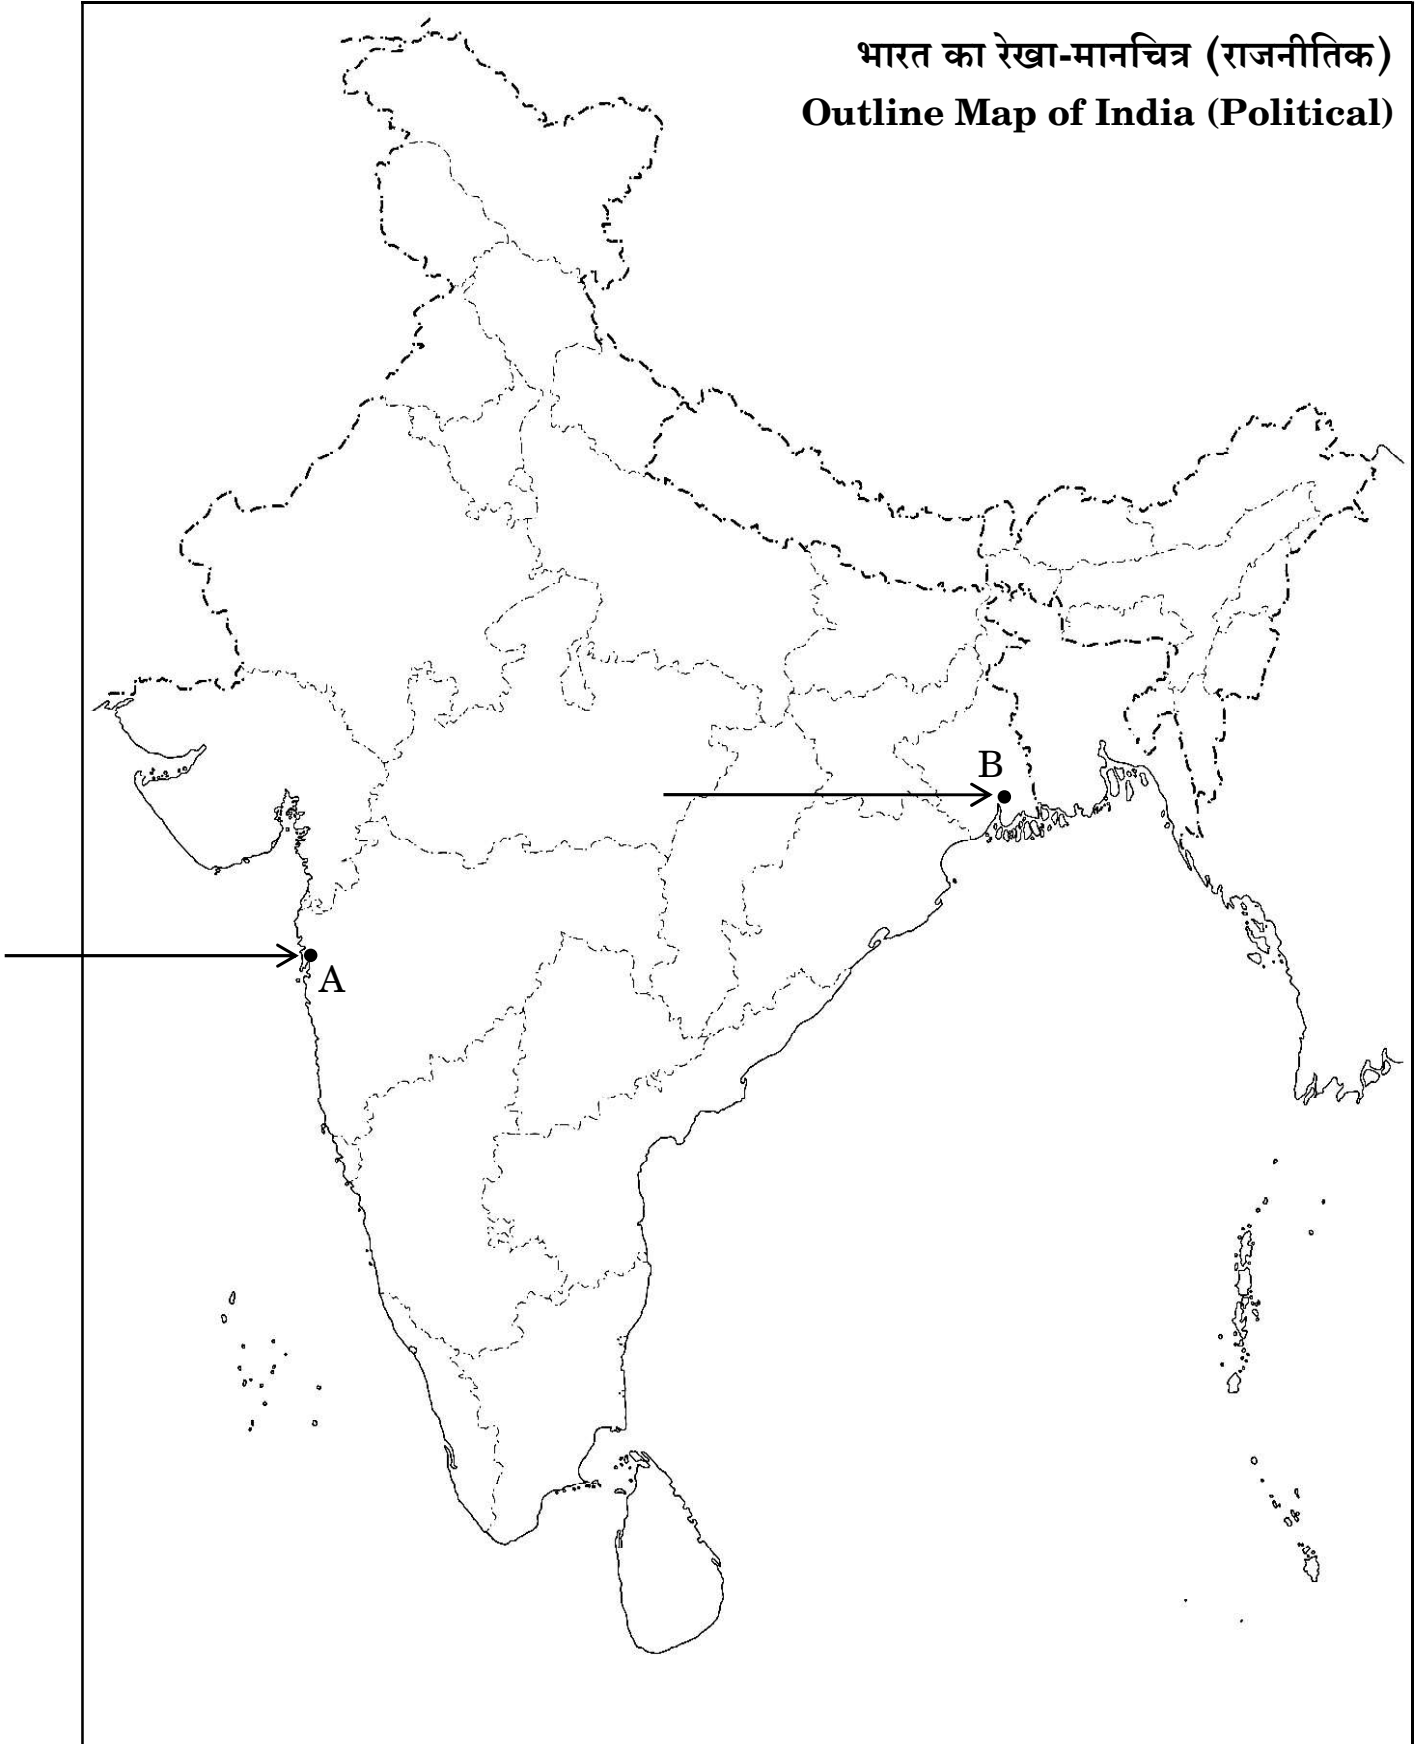 भारत का रेखा-मानचित्र (राजनीतिक)
Outline Map of India (Political)
B
A